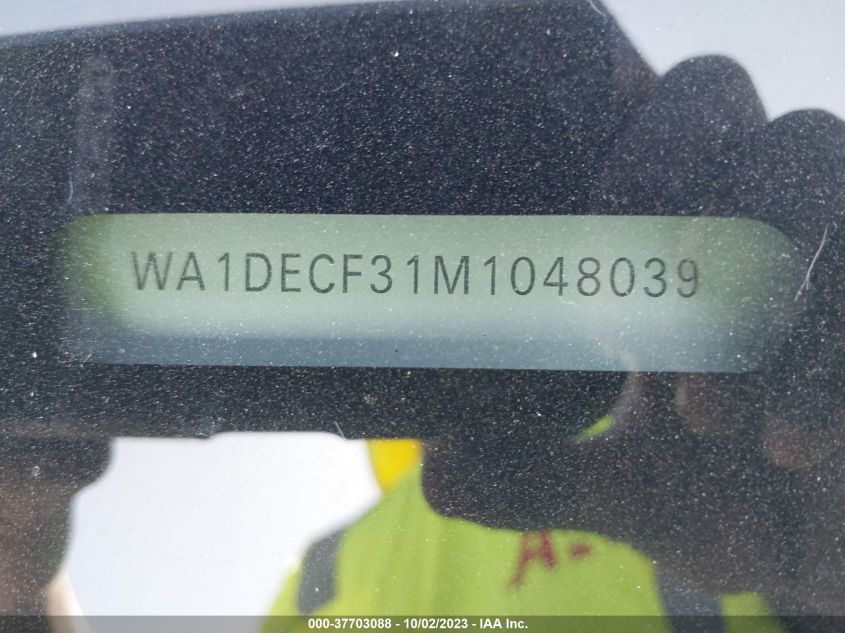 WA1DECF31M1048039
A-
000-37703088 - 10/02/2023 - IAA Inc.